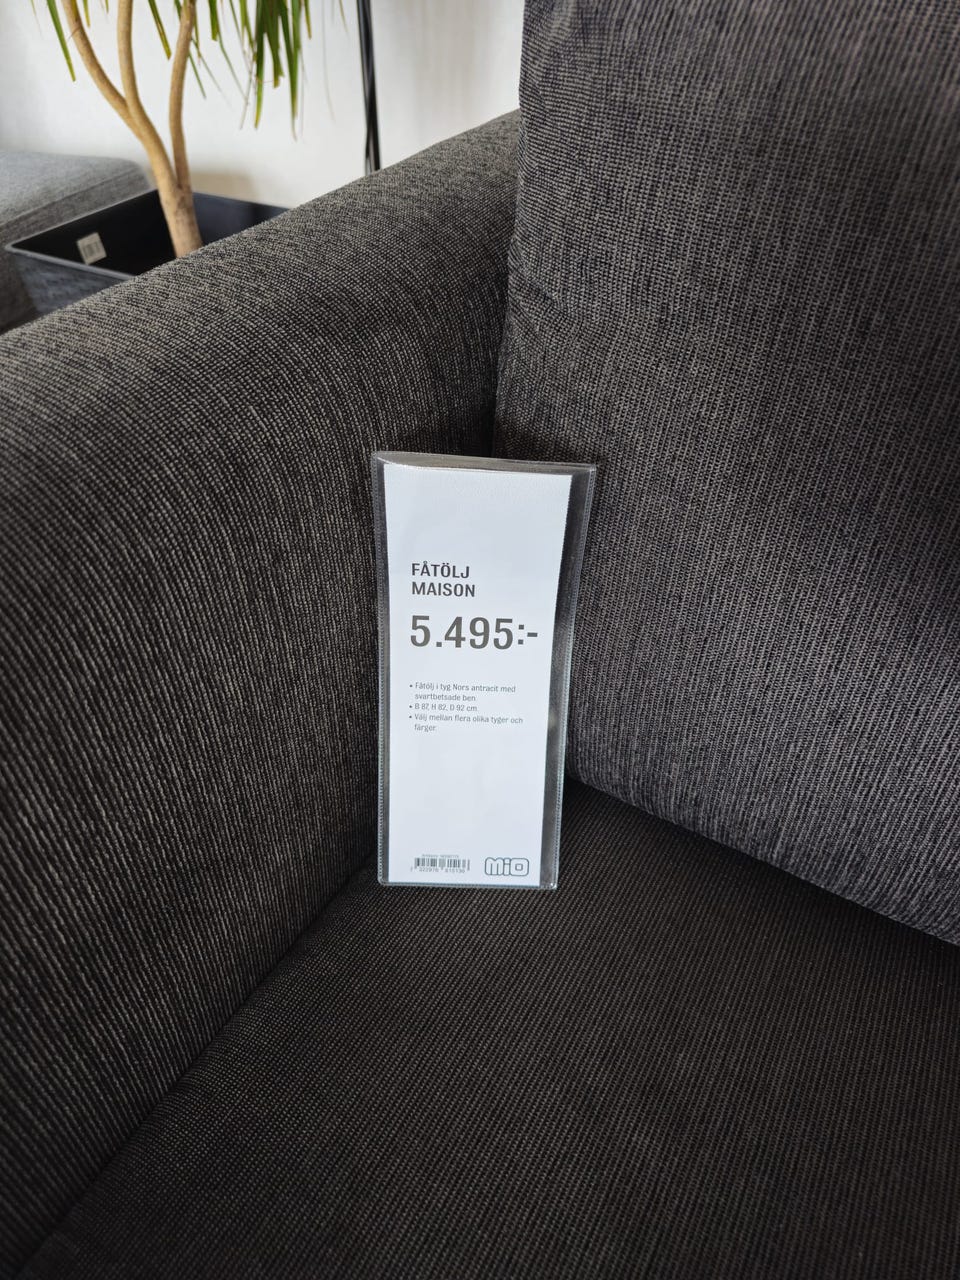 FÅTÖLJ
MAISON
5.495:-
• Fåtölj i tyg Nors antracit med
svartbetsade ben.
• B 87, H 82, D 92 cm
• Välj mellan flera olika tyger och
färger.
MiO